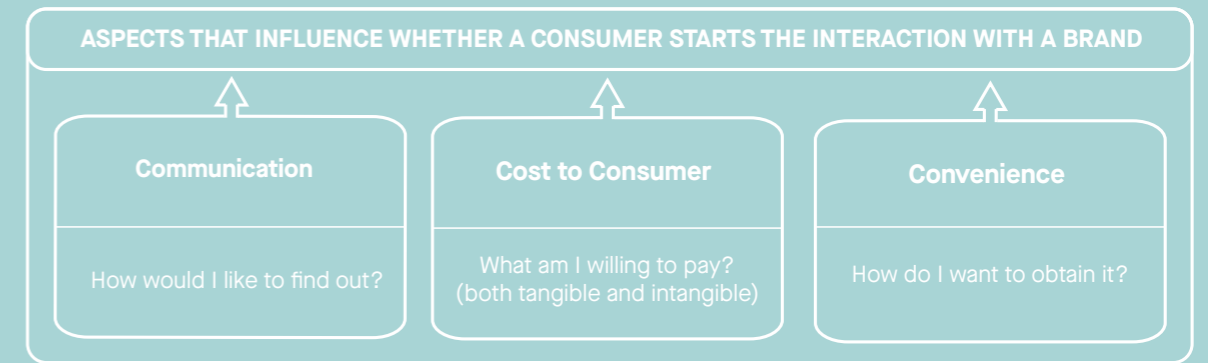 ASPECTS THAT INFLUENCE WHETHER A CONSUMER STARTS THE INTERACTION WITH A BRAND
Communication
How would I like to find out?
Cost to Consumer
What am I willing to pay?
(both tangible and intangible)
Convenience
How do I want to obtain it?